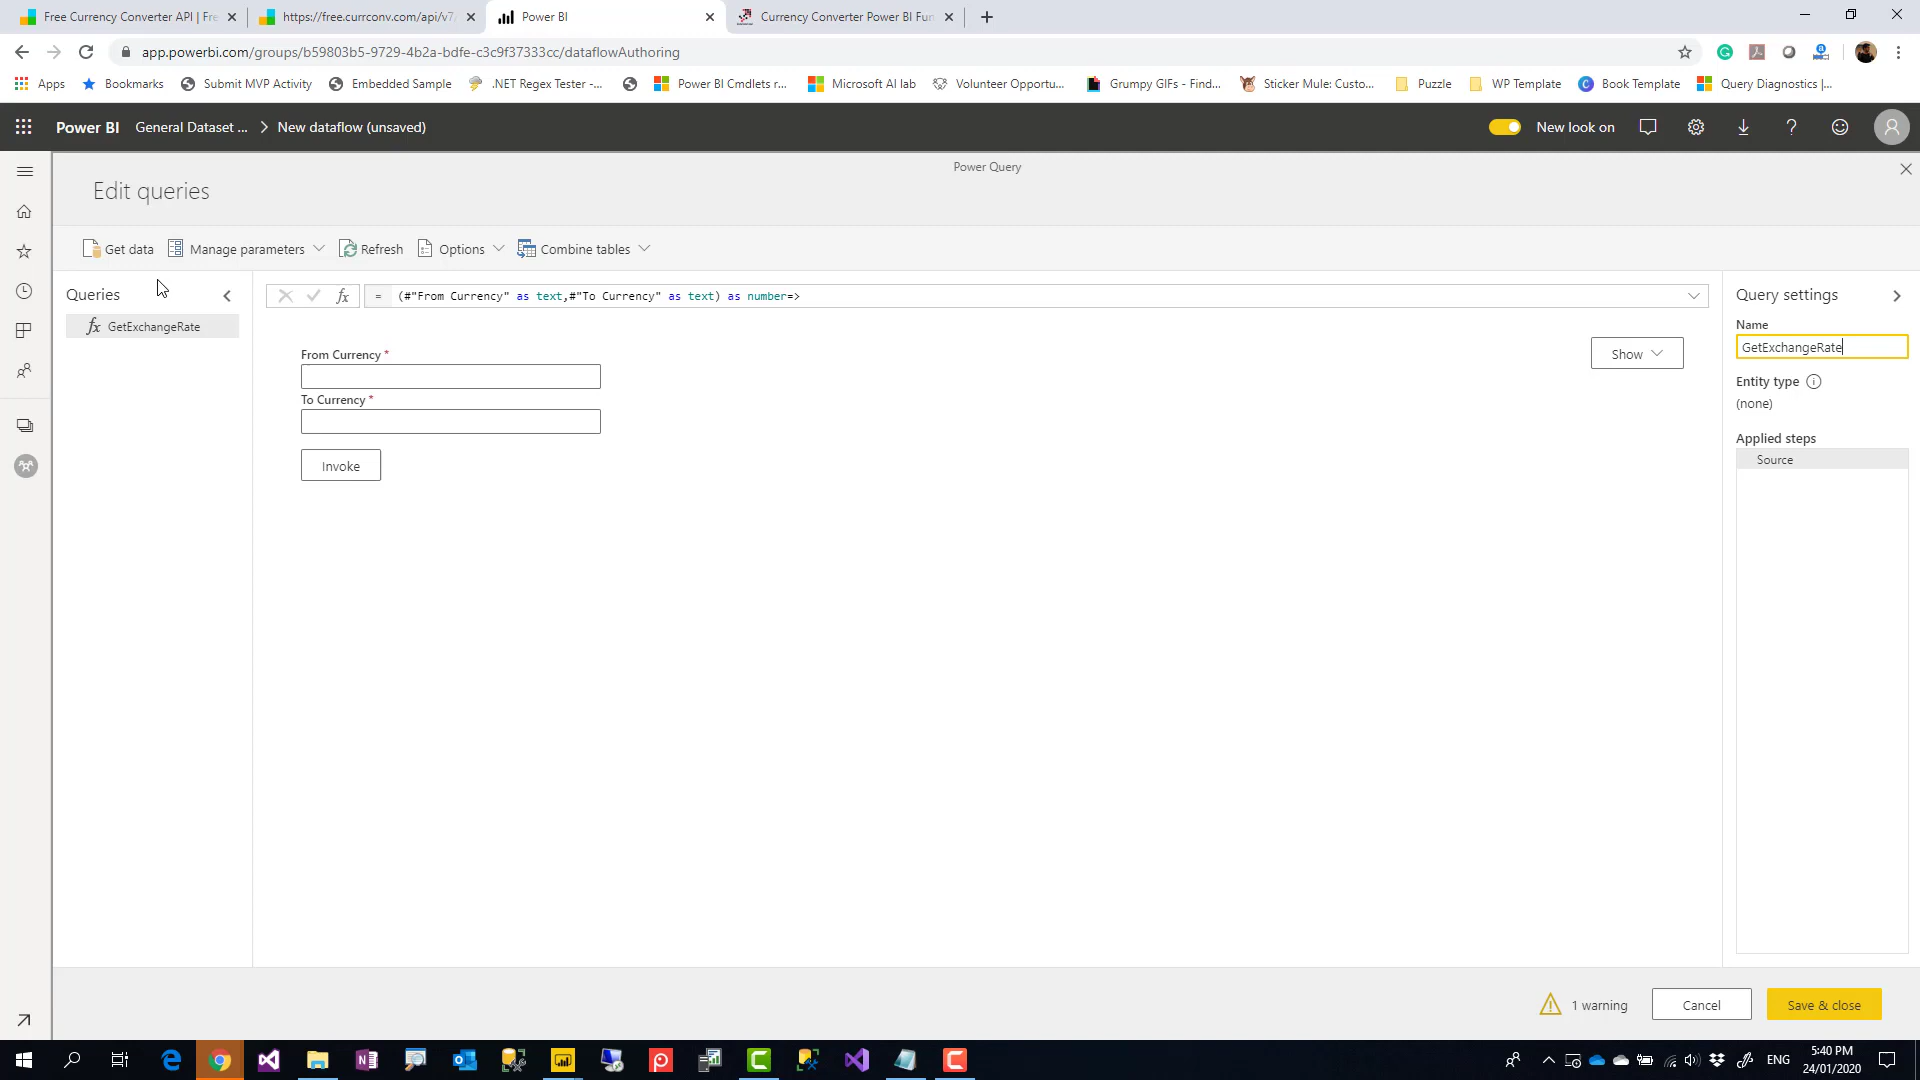 Free Currency Converter API | Fre
https://free.currconv.com/api/v7/
Power BI
Currency Converter Power BI Fun
app.powerbi.com/groups/b59803b5-9729-4b2a-bdfe-c3c9f37333cc/dataflowAuthoring
Apps
Bookmarks
Submit MVP Activity
Embedded Sample
.NET Regex Tester -...
Power BI Cmdlets r...
Microsoft AI lab
Volunteer Opportu...
Grumpy GIFs - Find...
Sticker Mule: Custo...
Puzzle
WP Template
Book Template
Query Diagnostics |...
Power BI
General Dataset ...
New dataflow (unsaved)
New look on
Power Query
Edit queries
Get data
Manage parameters
Refresh
Options
Combine tables
Queries
fx
= (#"From Currency" as text,#"To Currency" as text) as number=>
Query settings
fx GetExchangeRate
Name
GetExchangeRate
From Currency *
Show
To Currency *
Entity type
(none)
Invoke
Applied steps
Source
1 warning
Cancel
Save & close
ENG
5:40 PM
24/01/2020